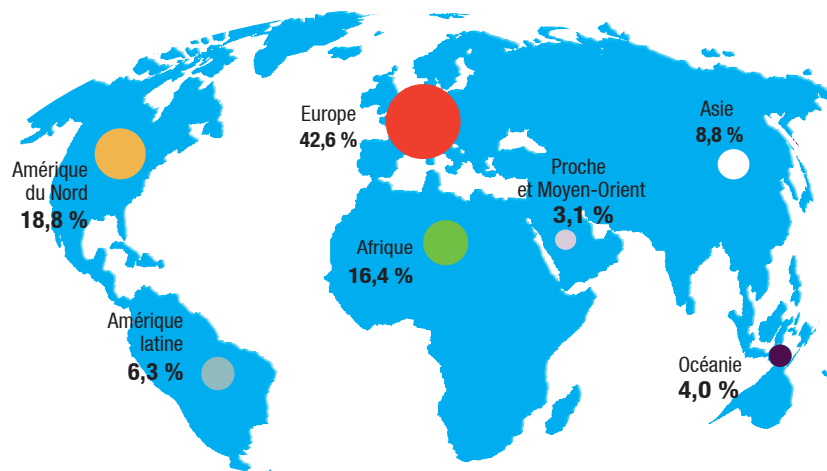 Europe
42,6 %
Asie
8,8 %
Amérique
du Nord
18,8 %
Proche
et Moyen-Orient
3,1 %
Afrique
16,4 %
Amérique
latine
6,3 %
Océanie
4,0 %